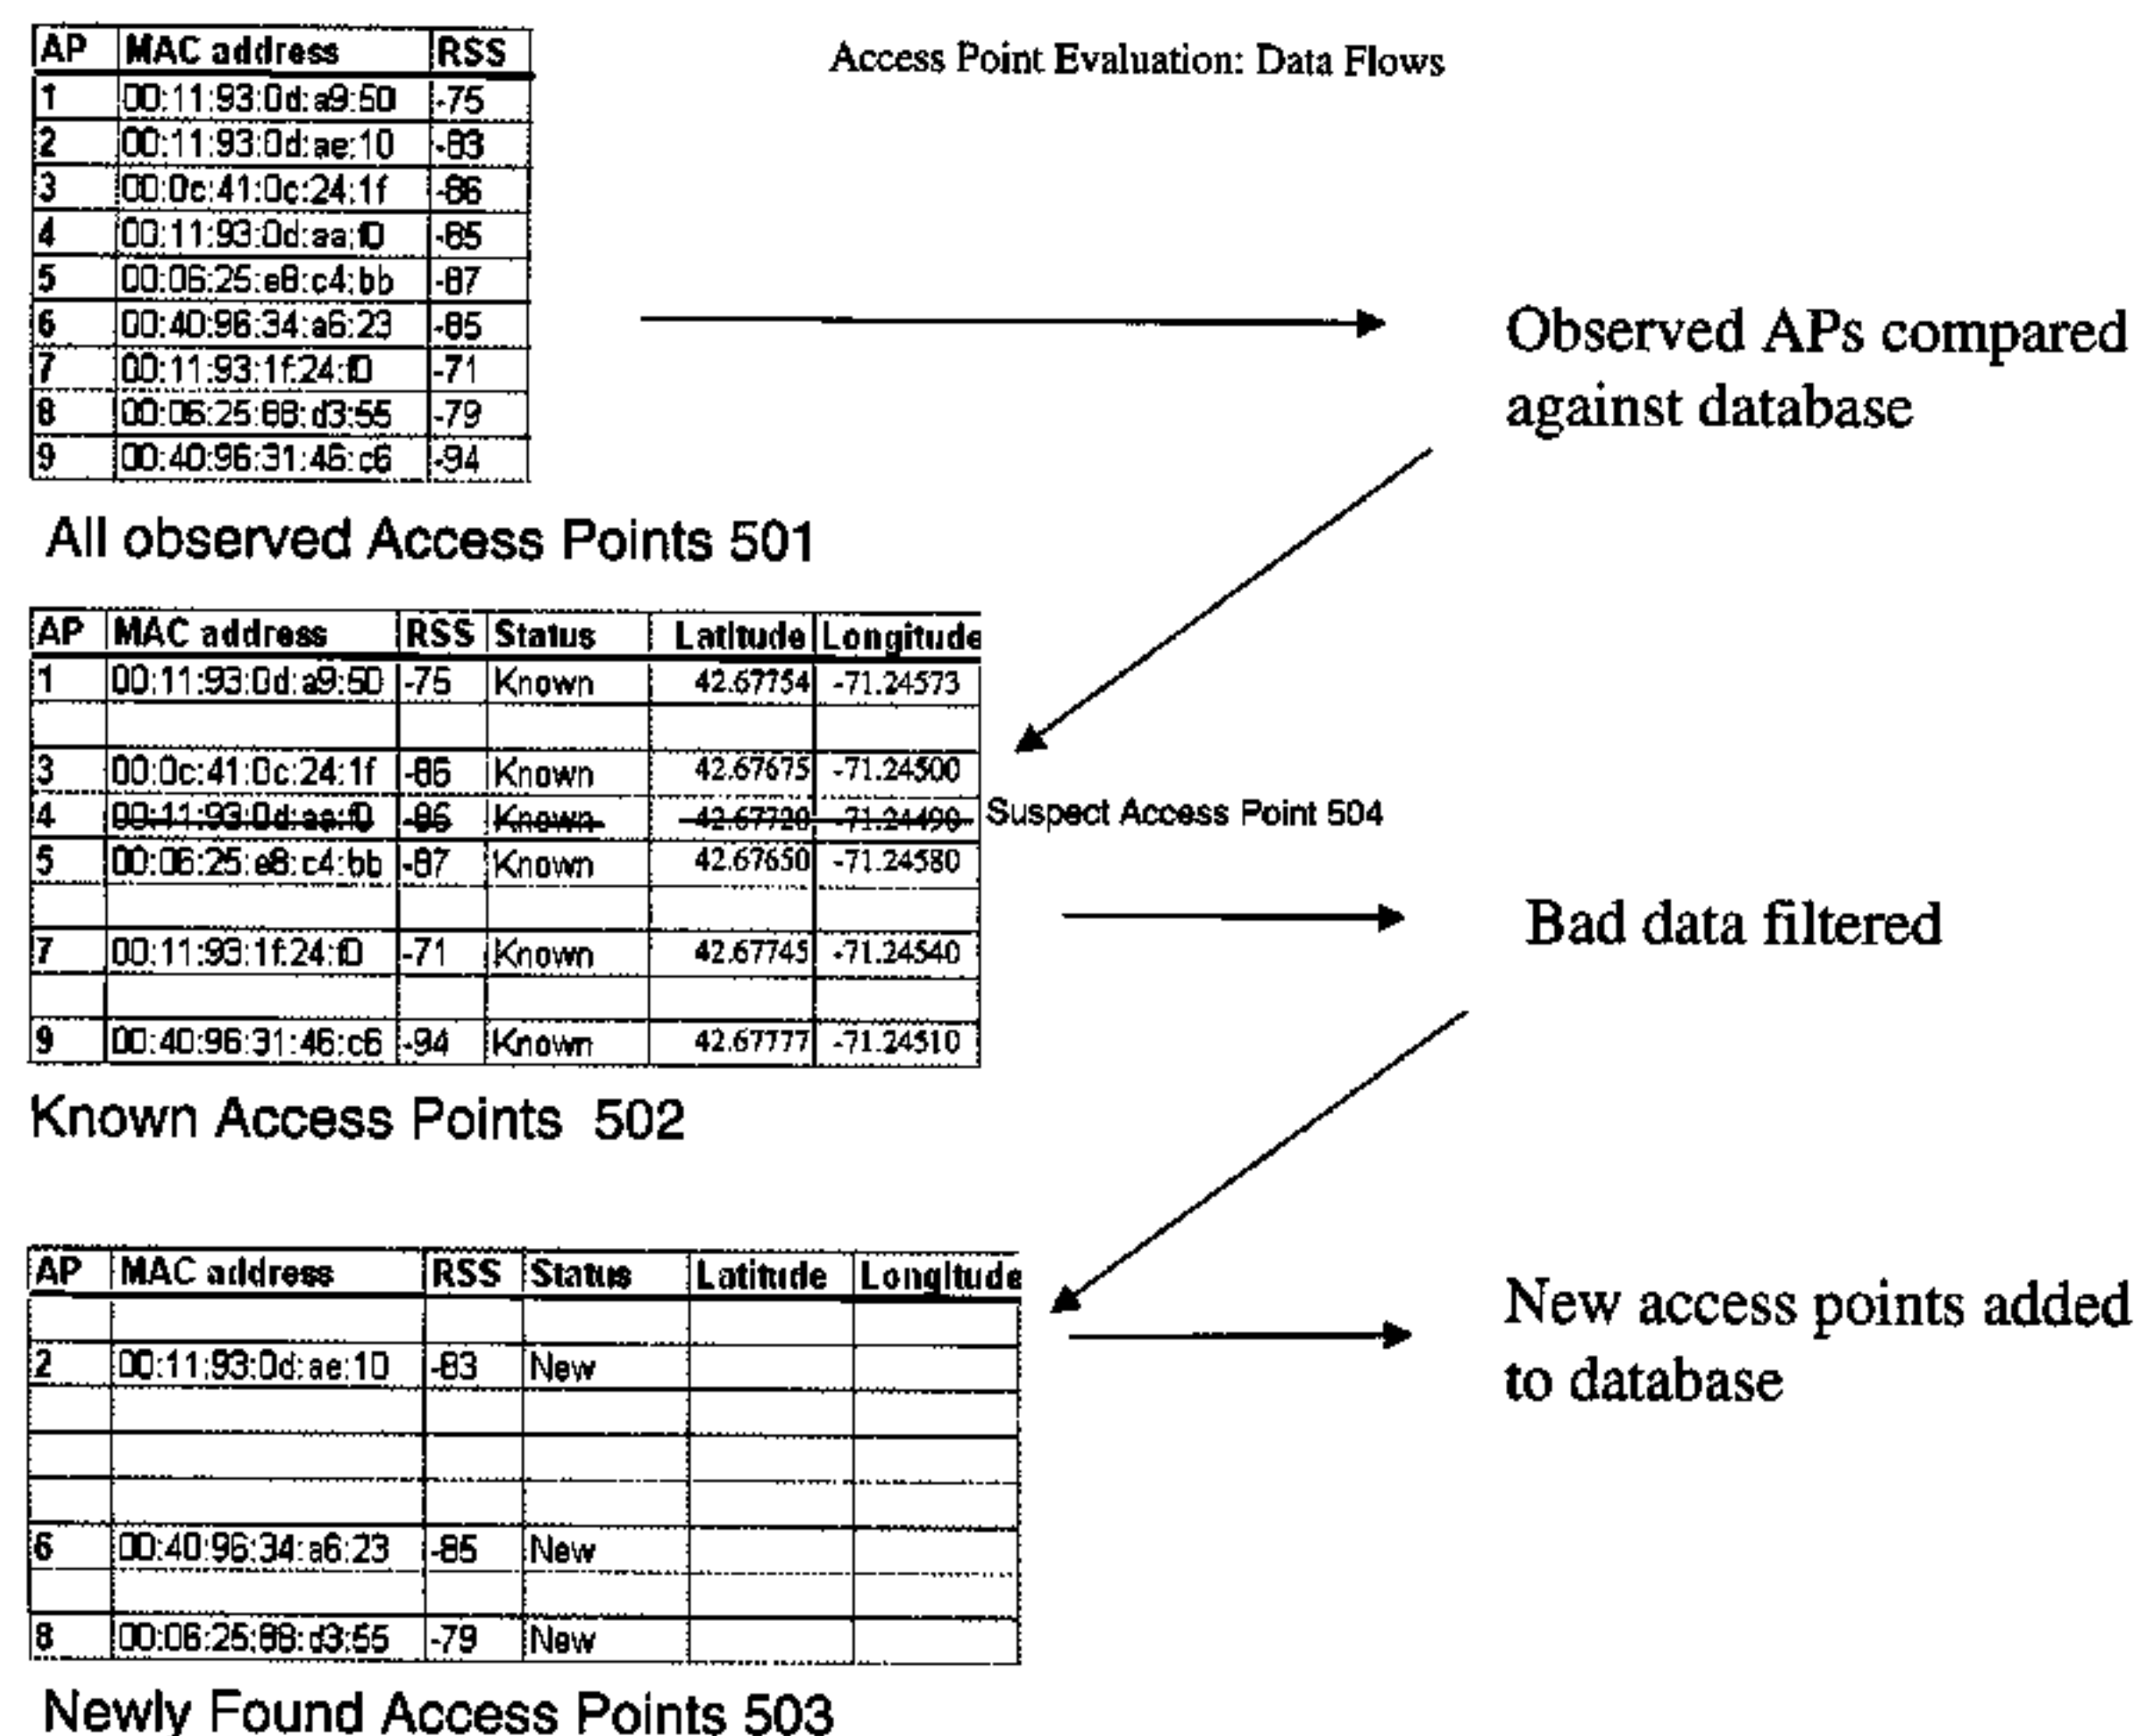 Access Point Evaluation: Data Flows
AP MAC address RSS
1 00:11:93:0d:a9:50 -75
2 00:11:93:0d:ae:10 -83
3 00:0c:41:0c:24:1f -86
4 00:11:93:0d:aa:f0 -85
5 00:06:25:e8:c4:bb -87
6 00:40:96:34:a6:23 -85
7 00:11:93:1f:24:f0 -71
8 00:06:25:88:d3:55 -79
9 00:40:96:31:46:c6 -94
All observed Access Points 501
Observed APs compared
against database
AP MAC address RSS Status Latitude Longitude
1 00:11:93:0d:a9:50 -75 Known 42.67754 -71.24573
3 00:0c:41:0c:24:1f -86 Known 42.67675 -71.24500
4 Known 42.67720 -71.24490
Suspect Access Point 504
5 00:06:25:e8:c4:bb -87 Known 42.67650 -71.24580
7 00:11:93:1f:24:f0 -71 Known 42.67745 -71.24540
9 00:40:96:31:46:c6 -94 Known 42.67777 -71.24510
Known Access Points 502
Bad data filtered
AP MAC address RSS Status Latitude Longitude
2 00:11:93:0d:ae:10 -83 New
6 00:40:96:34:a6:23 -85 New
8 00:06:25:88:d3:55 -79 New
Newly Found Access Points 503
New access points added
to database